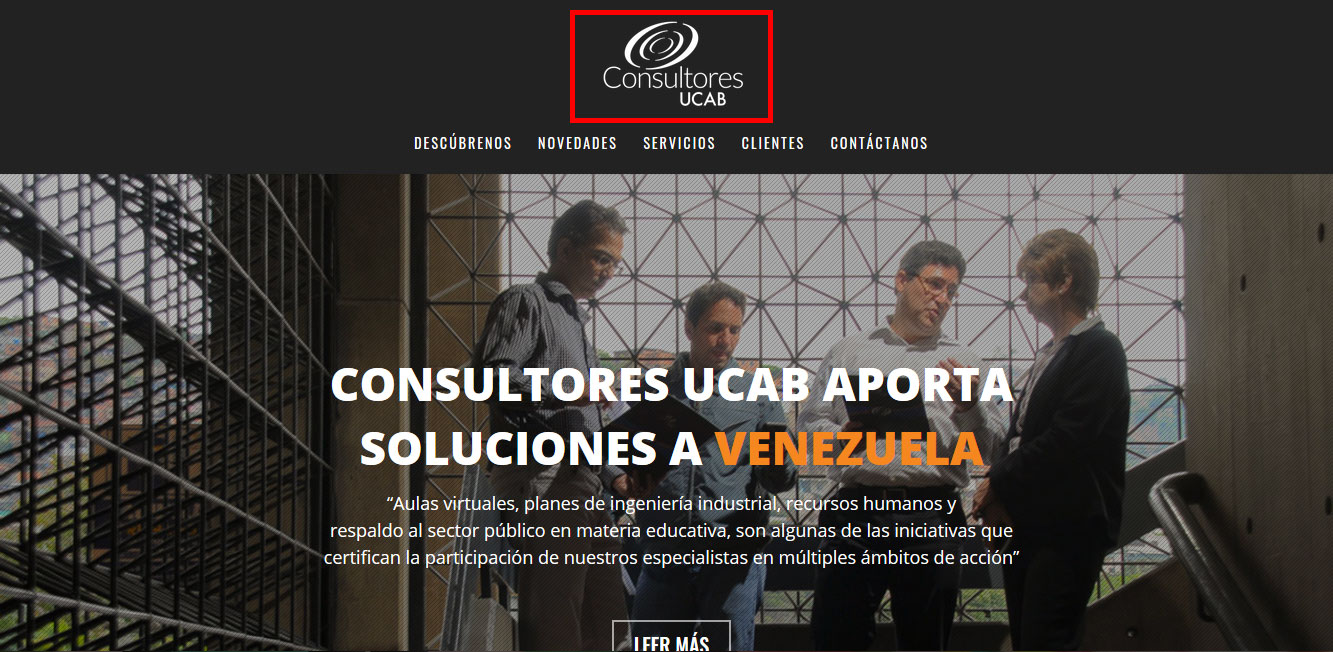 Consultores
UCAB
DESCÚBRENOS NOVEDADES SERVICIOS CLIENTES CONTÁCTANOS
CONSULTORES UCAB APORTA
SOLUCIONES A VENEZUELA
“Aulas virtuales, planes de ingeniería industrial, recursos humanos y
respaldo al sector público en materia educativa, son algunas de las iniciativas que
certifican la participación de nuestros especialistas en múltiples ámbitos de acción”
LEER MÁS